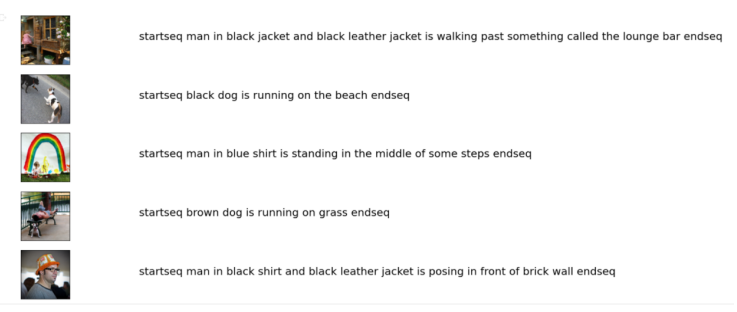 startseq man in black jacket and black leather jacket is walking past something called the lounge bar endseq
startseq black dog is running on the beach endseq
startseq man in blue shirt is standing in the middle of some steps endseq
startseq brown dog is running on grass endseq
startseq man in black shirt and black leather jacket is posing in front of brick wall endseq